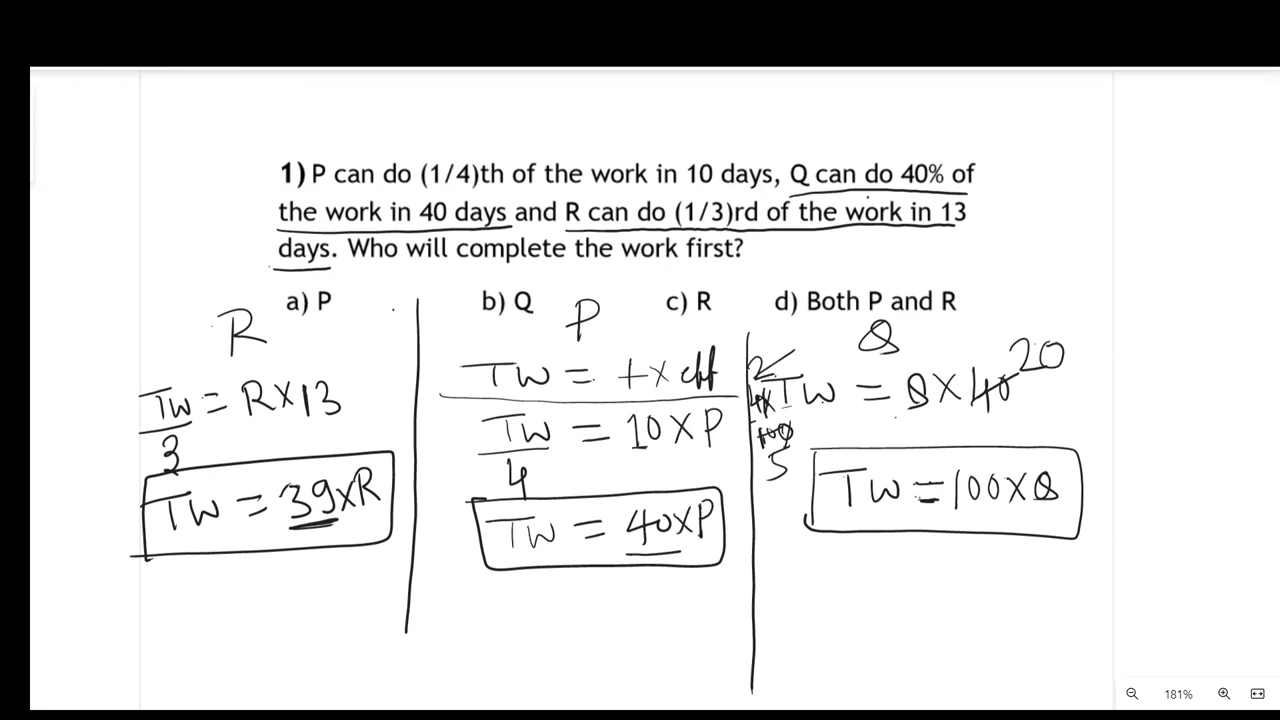 1) P can do (1/4)th of the work in 10 days, Q can do 40% of
the work in 40 days and R can do (1/3)rd of the work in 13
days. Who will complete the work first?
a) P b) Q c) R d) Both P and R
R
TW/3 = R x 13
TW = 39 x R
P
TW = t x eff
TW/4 = 10 x P
TW = 40 x P
Q
TW = Q x 40 20
2
100
5
TW = 100 x Q
181%